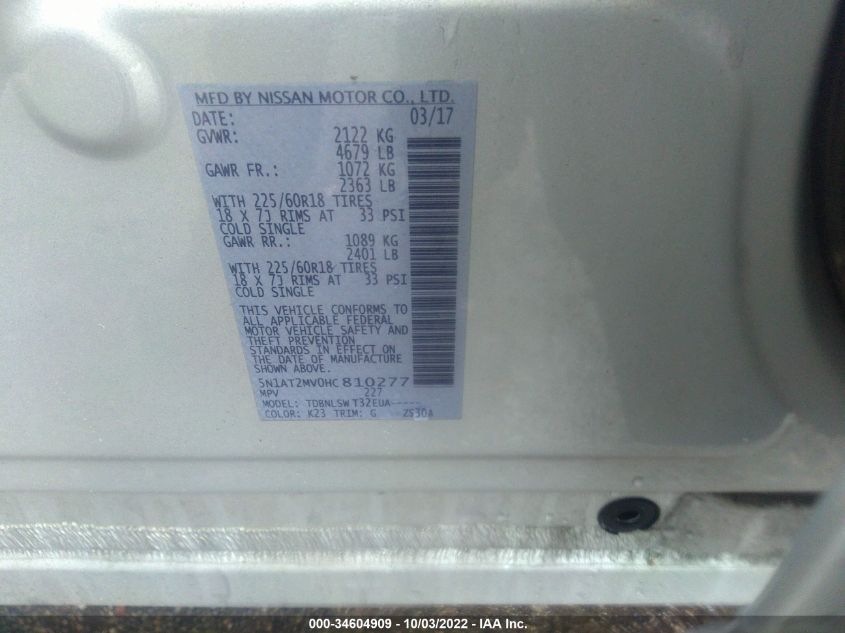 MFD BY NISSAN MOTOR CO., LTD.
DATE: 03/17
GVWR: 2122 KG
4679 LB
GAWR FR.: 1072 KG
2363 LB
WITH 225/60R18 TIRES
18 X 7J RIMS AT 33 PSI
COLD SINGLE
GAWR RR.: 1089 KG
2401 LB
WITH 225/60R18 TIRES
18 X 7J RIMS AT 33 PSI
COLD SINGLE
THIS VEHICLE CONFORMS TO
ALL APPLICABLE FEDERAL
MOTOR VEHICLE SAFETY AND
THEFT PREVENTION
STANDARDS IN EFFECT ON
THE DATE OF MANUFACTURE
SHOWN ABOVE.
5N1AT2MV0HC810277
MPV 227
MODEL: TDBNLSW T32EUA-----
COLOR: K23 TRIM: G 2S30A
000-34604909 - 10/03/2022 - IAA Inc.